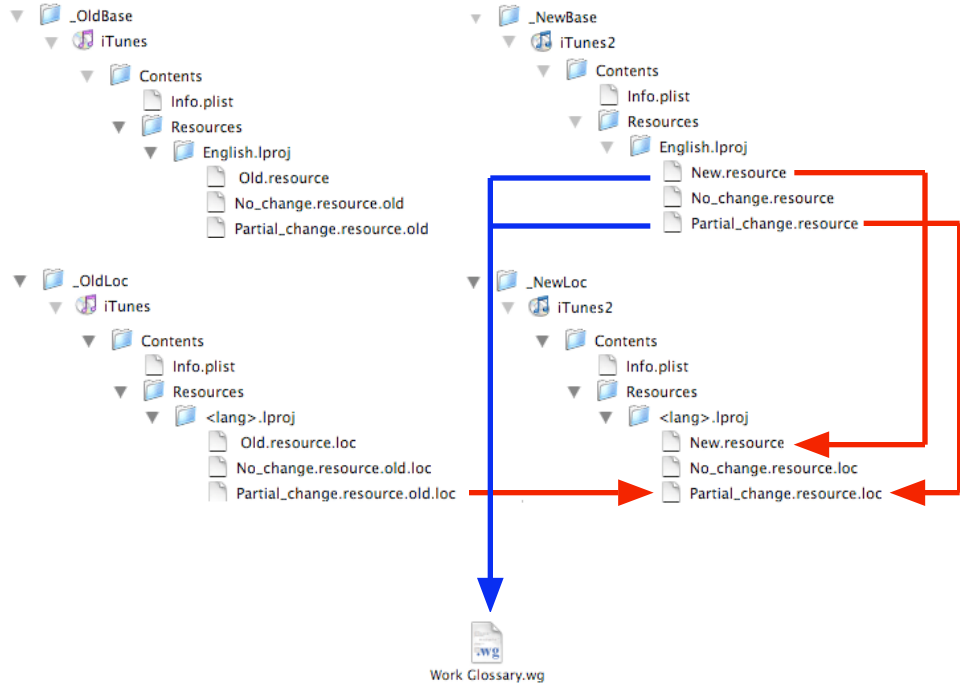 _OldBase
iTunes
Contents
Info.plist
Resources
English.lproj
Old.resource
No_change.resource.old
Partial_change.resource.old
_NewBase
iTunes2
Contents
Info.plist
Resources
English.lproj
New.resource
No_change.resource
Partial_change.resource
_OldLoc
iTunes
Contents
Info.plist
Resources
<lang>.lproj
Old.resource.loc
No_change.resource.old.loc
Partial_change.resource.old.loc
_NewLoc
iTunes2
Contents
Info.plist
Resources
<lang>.lproj
New.resource
No_change.resource.loc
Partial_change.resource.loc
.wg
Work Glossary.wg